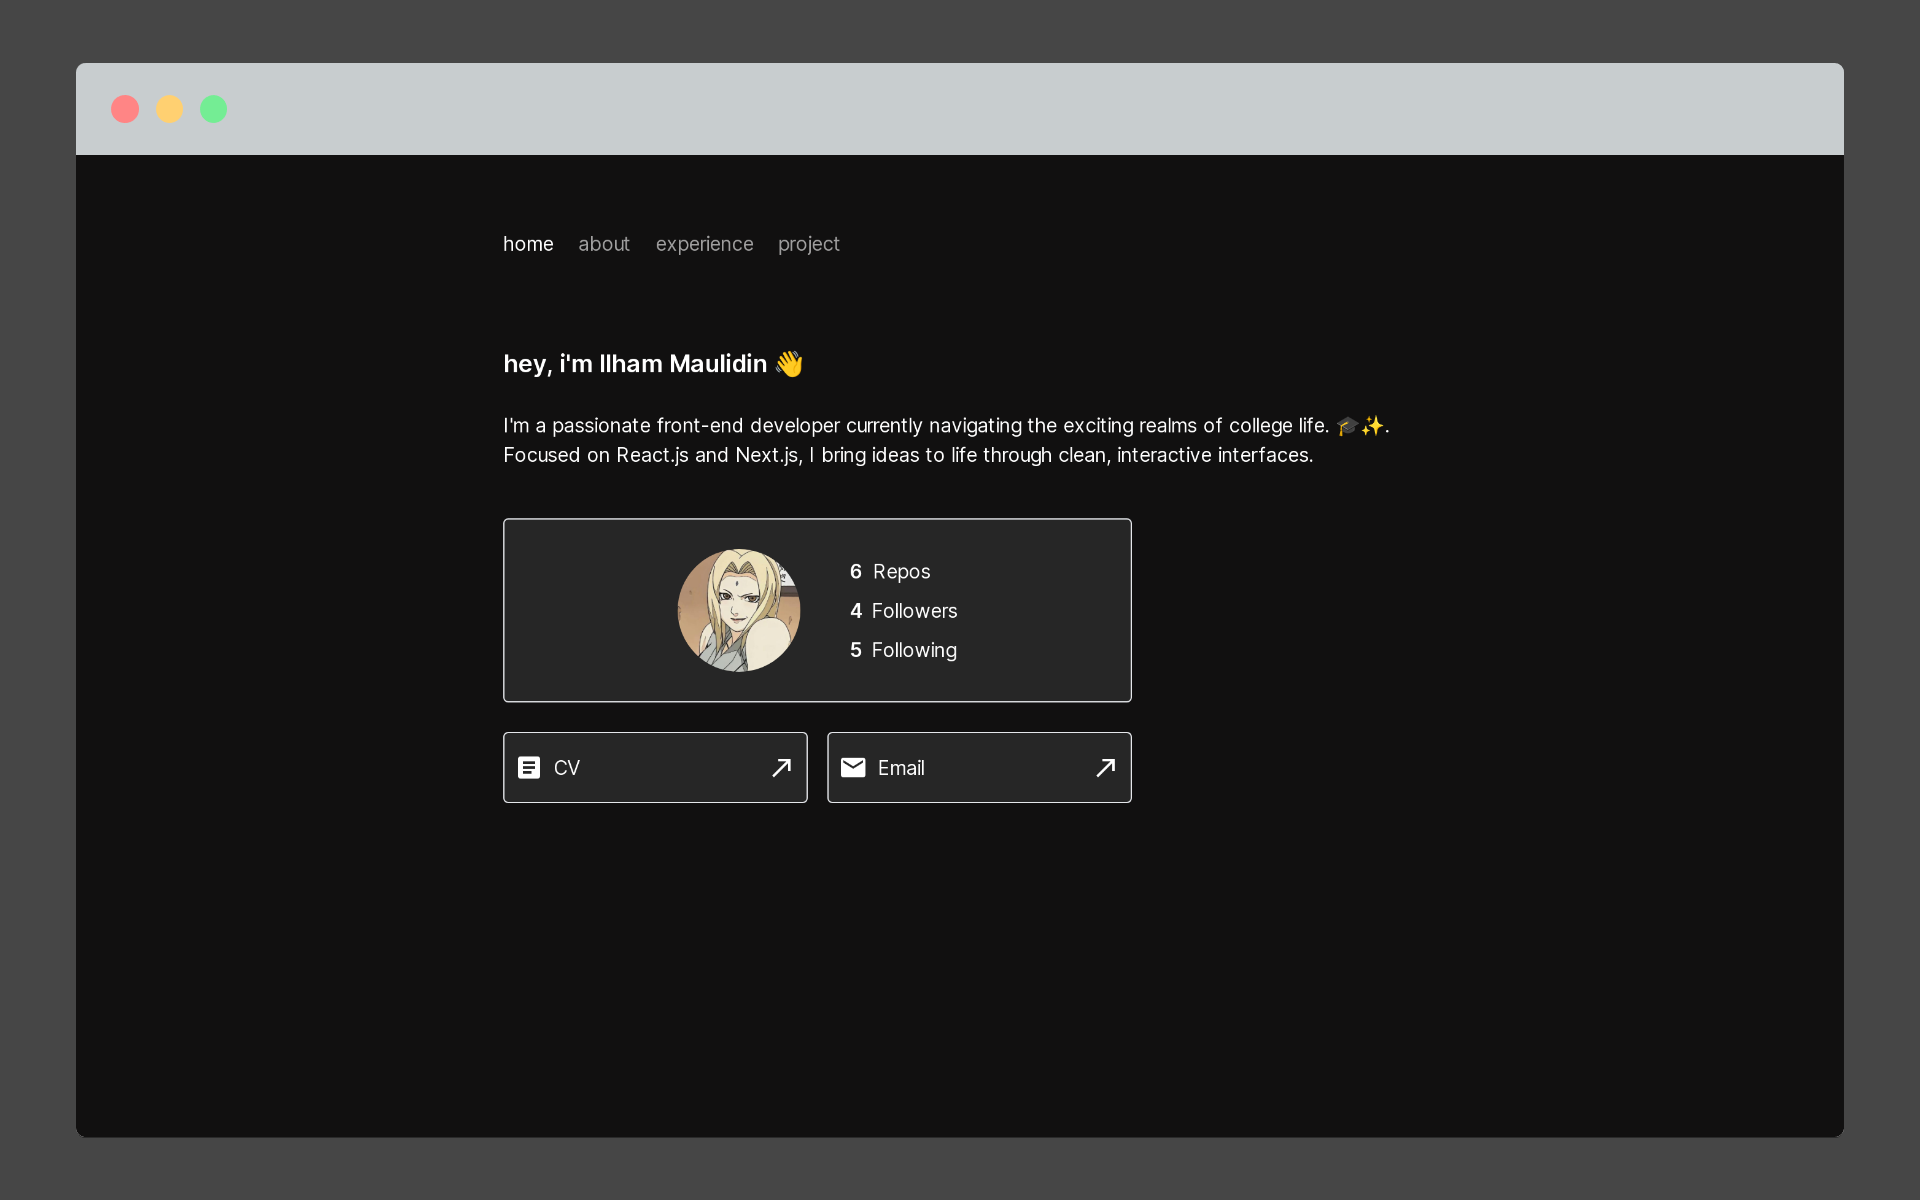 home about experience project
hey, i'm Ilham Maulidin 👋
I'm a passionate front-end developer currently navigating the exciting realms of college life. 🎓✨.
Focused on React.js and Next.js, I bring ideas to life through clean, interactive interfaces.
6 Repos
4 Followers
5 Following
CV
Email